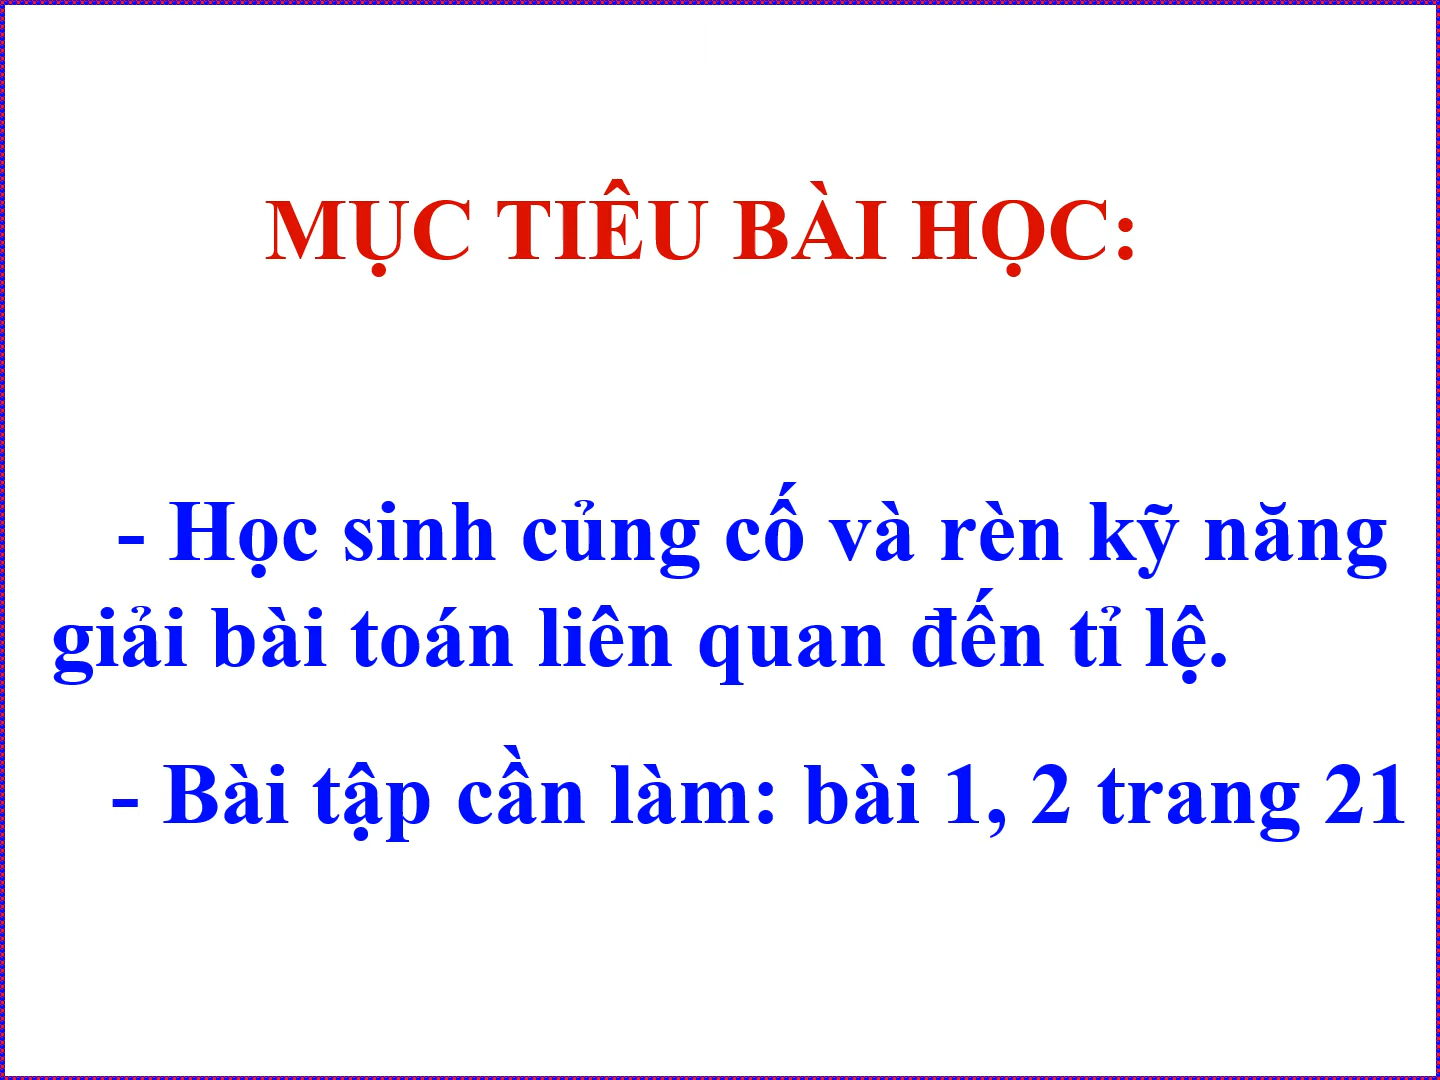 MỤC TIÊU BÀI HỌC:
- Học sinh củng cố và rèn kỹ năng
giải bài toán liên quan đến tỉ lệ.
- Bài tập cần làm: bài 1, 2 trang 21